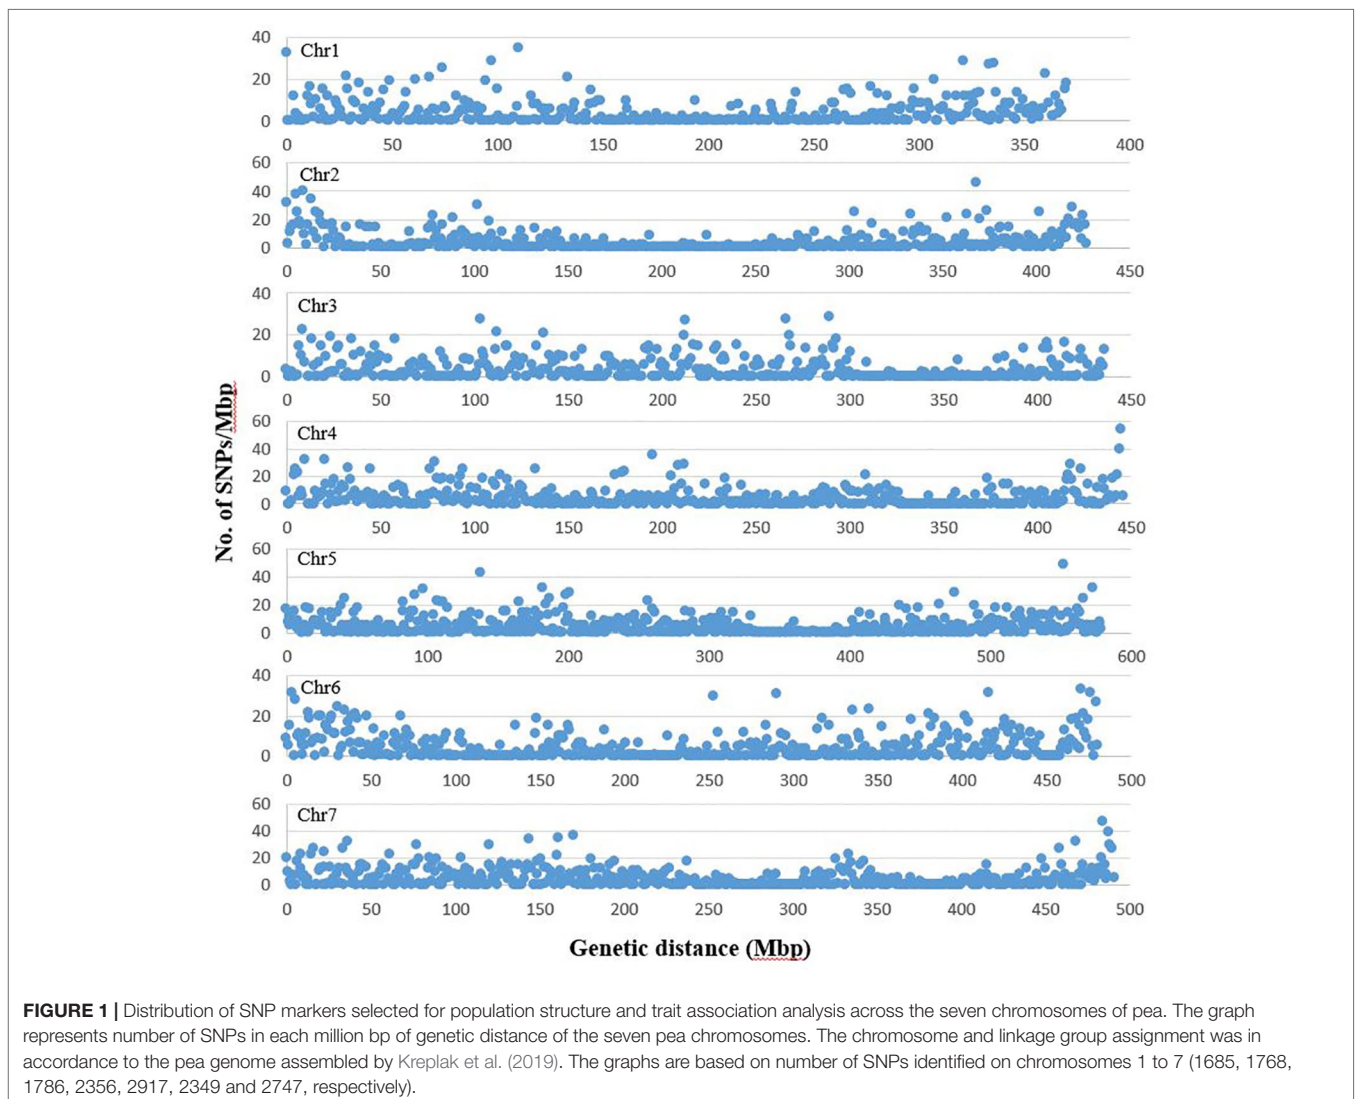 No. of SNPs/Mbp
40
20
0
Chr1
0 50 100 150 200 250 300 350 400
60
40
20
0
Chr2
0 50 100 150 200 250 300 350 400 450
40
20
0
Chr3
0 50 100 150 200 250 300 350 400 450
60
40
20
0
Chr4
0 50 100 150 200 250 300 350 400 450
60
40
20
0
Chr5
0 100 200 300 400 500 600
40
20
0
Chr6
0 50 100 150 200 250 300 350 400 450 500
60
40
20
0
Chr7
0 50 100 150 200 250 300 350 400 450 500
Genetic distance (Mbp)
FIGURE 1 | Distribution of SNP markers selected for population structure and trait association analysis across the seven chromosomes of pea. The graph
represents number of SNPs in each million bp of genetic distance of the seven pea chromosomes. The chromosome and linkage group assignment was in
accordance to the pea genome assembled by Kreplak et al. (2019). The graphs are based on number of SNPs identified on chromosomes 1 to 7 (1685, 1768,
1786, 2356, 2917, 2349 and 2747, respectively).